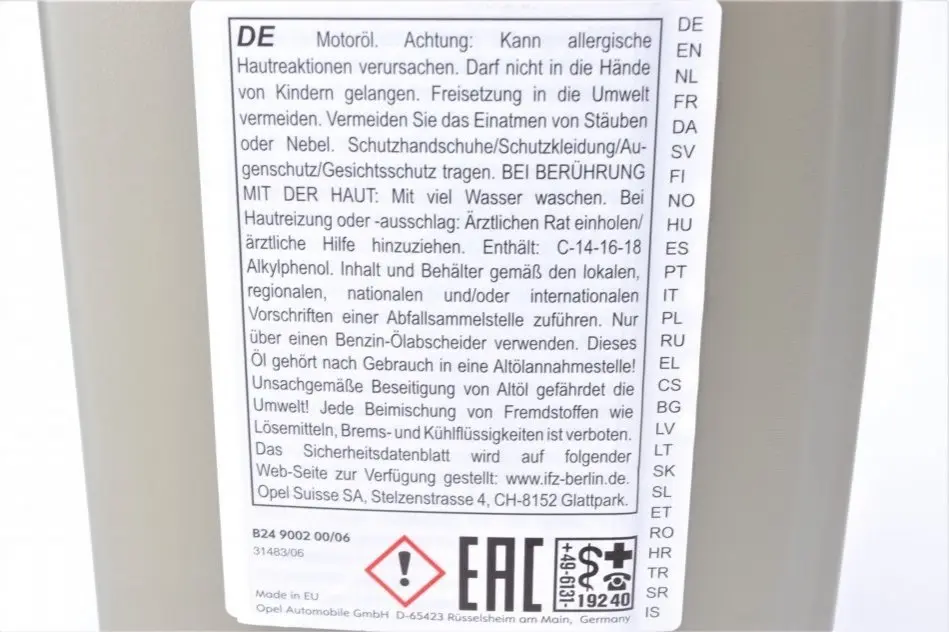 DE Motoröl. Achtung: Kann allergische
Hautreaktionen verursachen. Darf nicht in die Hände
von Kindern gelangen. Freisetzung in die Umwelt
vermeiden. Vermeiden Sie das Einatmen von Stäuben
oder Nebel. Schutzhandschuhe/Schutzkleidung/Au-
genschutz/Gesichtsschutz tragen. BEI BERÜHRUNG
MIT DER HAUT: Mit viel Wasser waschen. Bei
Hautreizung oder -ausschlag: Ärztlichen Rat einholen/
ärztliche Hilfe hinzuziehen. Enthält: C-14-16-18
Alkylphenol. Inhalt und Behälter gemäß den lokalen,
regionalen, nationalen und/oder internationalen
Vorschriften einer Abfallsammelstelle zuführen. Nur
über einen Benzin-Ölabscheider verwenden. Dieses
Öl gehört nach Gebrauch in eine Altölannahmestelle!
Unsachgemäße Beseitigung von Altöl gefährdet die
Umwelt! Jede Beimischung von Fremdstoffen wie
Lösemitteln, Brems- und Kühlflüssigkeiten ist verboten.
Das Sicherheitsdatenblatt wird auf folgender
Web-Seite zur Verfügung gestellt: www.ifz-berlin.de.
Opel Suisse SA, Stelzenstrasse 4, CH-8152 Glattpark.
DE
EN
NL
FR
DA
SV
FI
NO
HU
ES
PT
IT
PL
RU
EL
CS
BG
LV
LT
SK
SL
ET
RO
HR
TR
SR
IS
B24 9002 00/06
31483/06
EAC
+49-6131-
19240
Made in EU
Opel Automobile GmbH D-65423 Rüsselsheim am Main, Germany